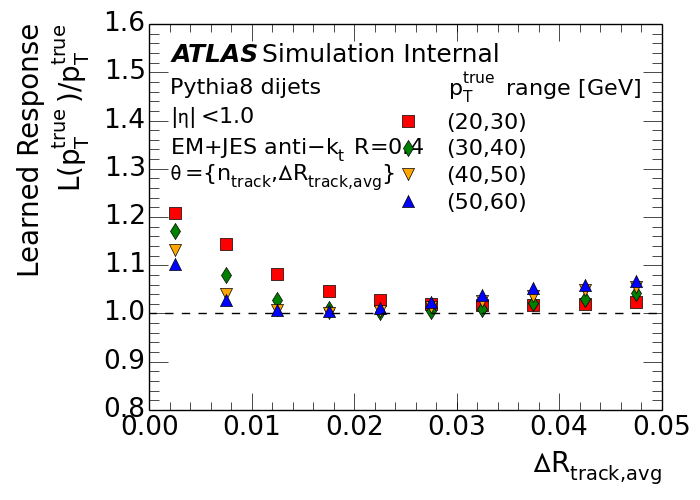 Learned Response
L(p_T^true)/p_T^true
1.6
1.5
1.4
1.3
1.2
1.1
1.0
0.9
0.8
ATLAS Simulation Internal
Pythia8 dijets
|η|<1.0
EM+JES anti−k_t R=0.4
θ={n_track,ΔR_track,avg}
p_T^true range [GeV]
(20,30)
(30,40)
(40,50)
(50,60)
0.00 0.01 0.02 0.03 0.04 0.05
ΔR_track,avg